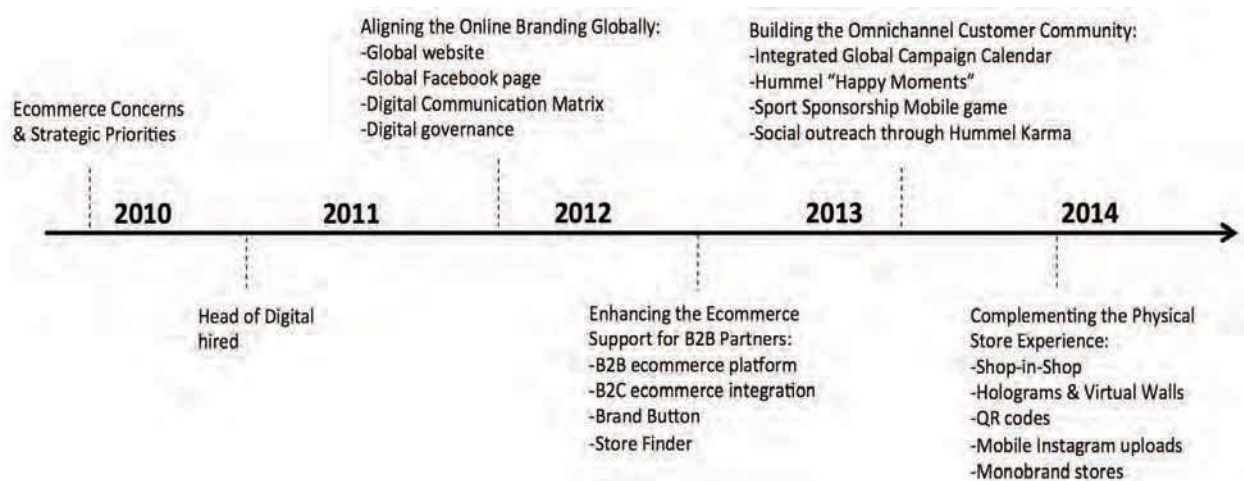 Aligning the Online Branding Globally:
-Global website
-Global Facebook page
-Digital Communication Matrix
-Digital governance
Building the Omnichannel Customer Community:
-Integrated Global Campaign Calendar
-Hummel “Happy Moments”
-Sport Sponsorship Mobile game
-Social outreach through Hummel Karma
Ecommerce Concerns
& Strategic Priorities
2010 2011 2012 2013 2014
Head of Digital
hired
Enhancing the Ecommerce
Support for B2B Partners:
-B2B ecommerce platform
-B2C ecommerce integration
-Brand Button
-Store Finder
Complementing the Physical
Store Experience:
-Shop-in-Shop
-Holograms & Virtual Walls
-QR codes
-Mobile Instagram uploads
-Monobrand stores